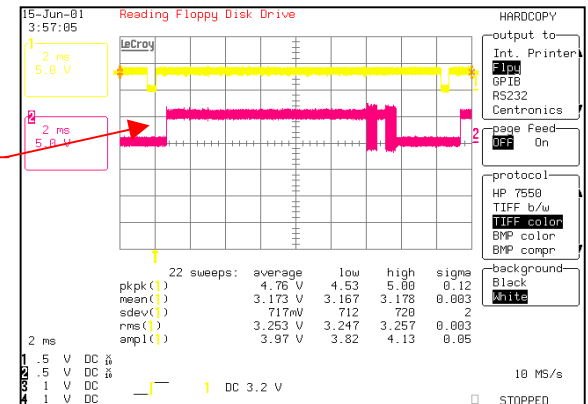 15-Jun-01
3:57:05
Reading Floppy Disk Drive
LeCroy
1
2 ms
5.0 V
2
2 ms
5.0 V
1
2
22 sweeps: average low high sigma
pkpk(1) 4.76 V 4.53 5.00 0.12
mean(1) 3.173 V 3.167 3.178 0.003
sdev(1) 717mV 712 720 2
rms(1) 3.253 V 3.247 3.257 0.003
ampl(1) 3.97 V 3.82 4.13 0.05
2 ms
1 .5 V DC X10
2 .5 V DC X10
3 1 V DC
4 1 V DC
1 DC 3.2 V
HARDCOPY
output to
Int. Printer
Flpy
GPIB
RS232
Centronics
page Feed
OFF On
protocol
HP 7550
TIFF b/w
TIFF color
BMP color
BMP compr
background
Black
White
10 MS/s
STOPPED